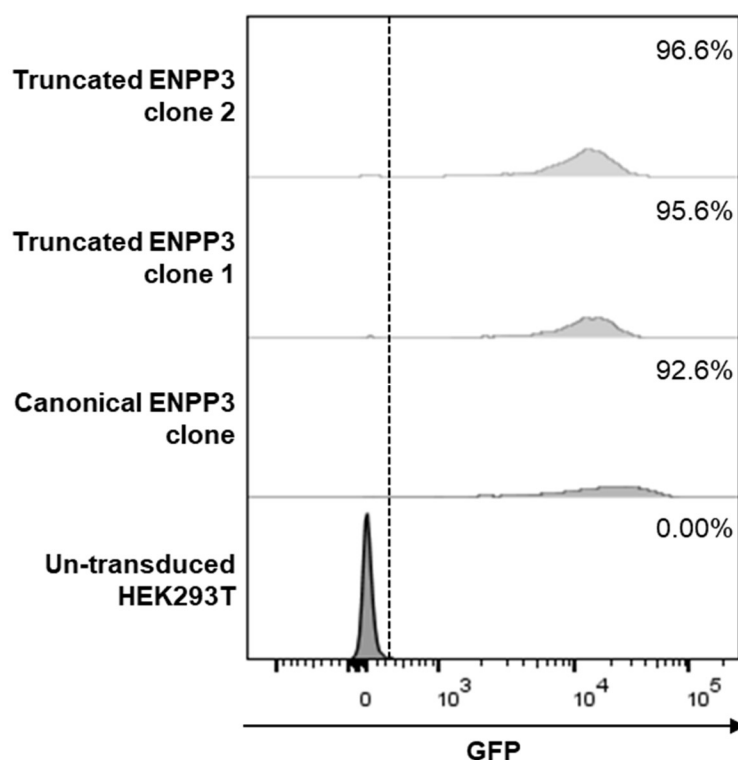 96.6%
Truncated ENPP3
clone 2
95.6%
Truncated ENPP3
clone 1
92.6%
Canonical ENPP3
clone
0.00%
Un-transduced
HEK293T
0 10³ 10⁴ 10⁵
GFP